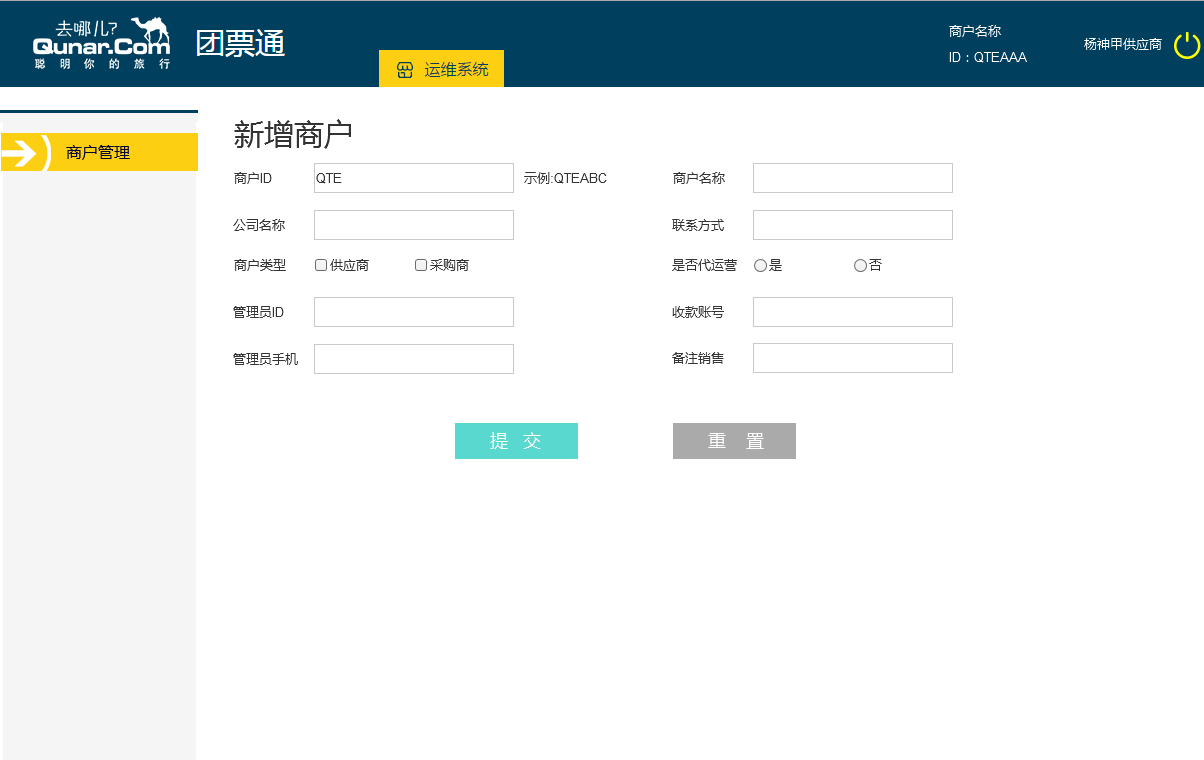 去哪儿?
Qunar.Com
聪明你的旅行
团票通
运维系统
商户名称
ID：QTEAAA
杨神甲供应商
商户管理
新增商户
商户ID QTE 示例:QTEABC 商户名称
公司名称 联系方式
商户类型 供应商 采购商 是否代运营 是 否
管理员ID 收款账号
管理员手机 备注销售
提 交 重 置